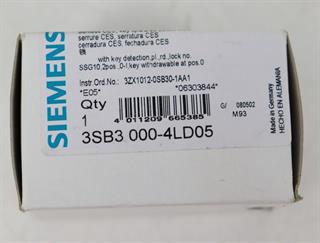 serrure CES, serratura CES
cerradura CES, fechadura CES
with key detection,pl.,rd.,lock no.
SSG10,2pos.,0-I,key withdrawable at pos.0
Instr.Ord.No.: 3ZX1012-0SB30-1AA1
*E05* *06303844*
Qty
1
4 011209 665385
G/ 080502
M93
3SB3 000-4LD05
SIEMENS
Made in Germany
HECHO EN ALEMANIA